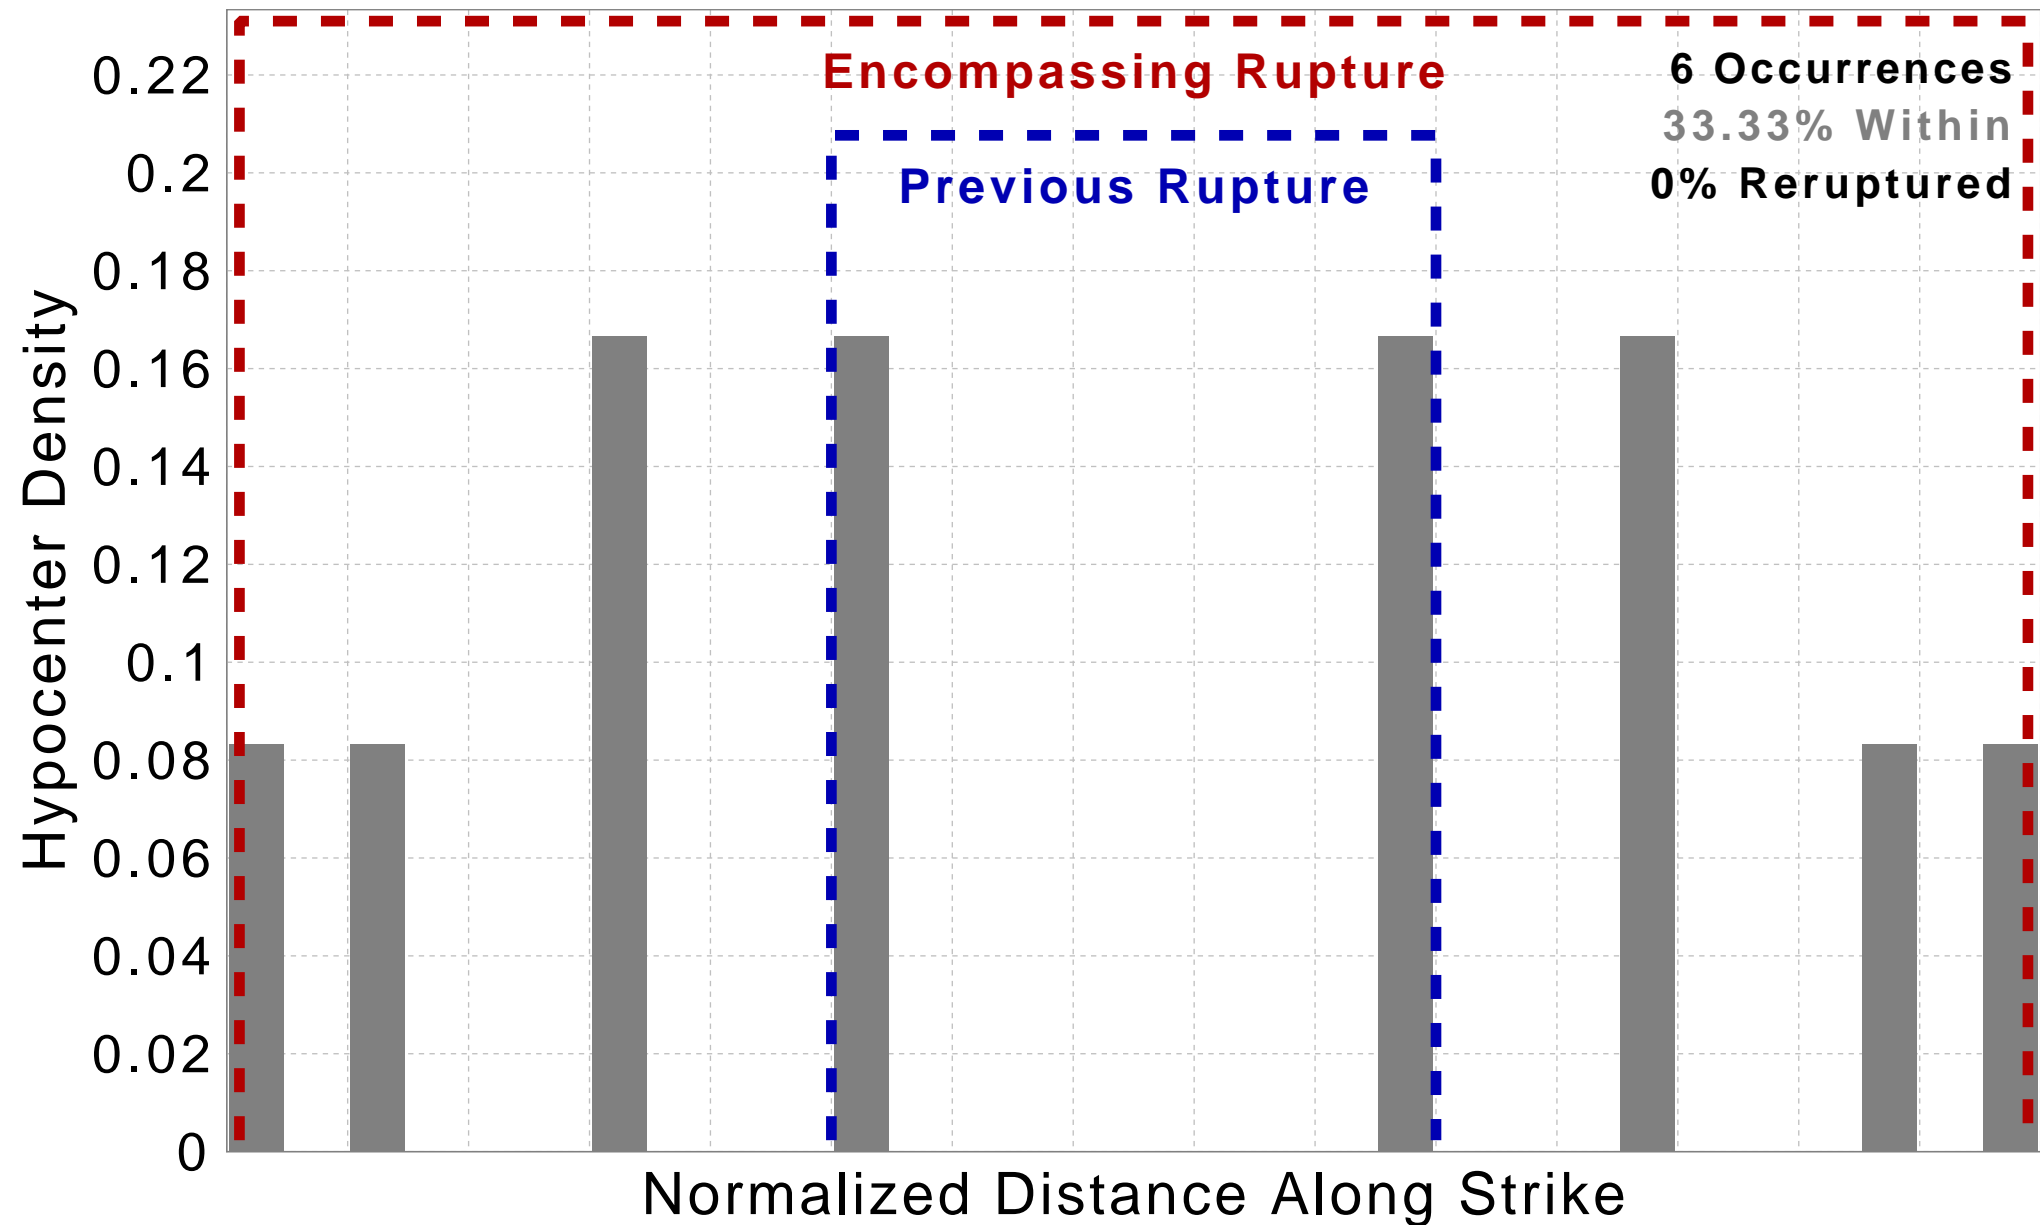 Encompassing Rupture
6 Occurrences
33.33% Within
Previous Rupture
0% Reruptured
0.22
0.2
0.18
0.16
0.14
0.12
0.1
0.08
0.06
0.04
0.02
0
Hypocenter Density
Normalized Distance Along Strike